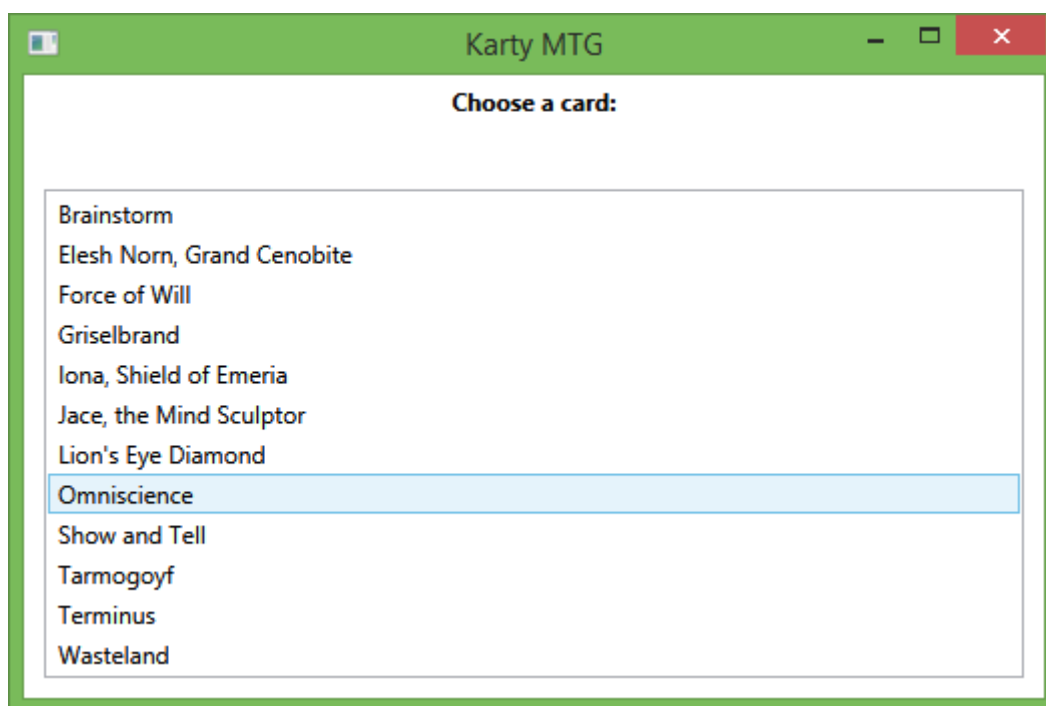 Karty MTG
Choose a card:
Brainstorm
Elesh Norn, Grand Cenobite
Force of Will
Griselbrand
Iona, Shield of Emeria
Jace, the Mind Sculptor
Lion's Eye Diamond
Omniscience
Show and Tell
Tarmogoyf
Terminus
Wasteland